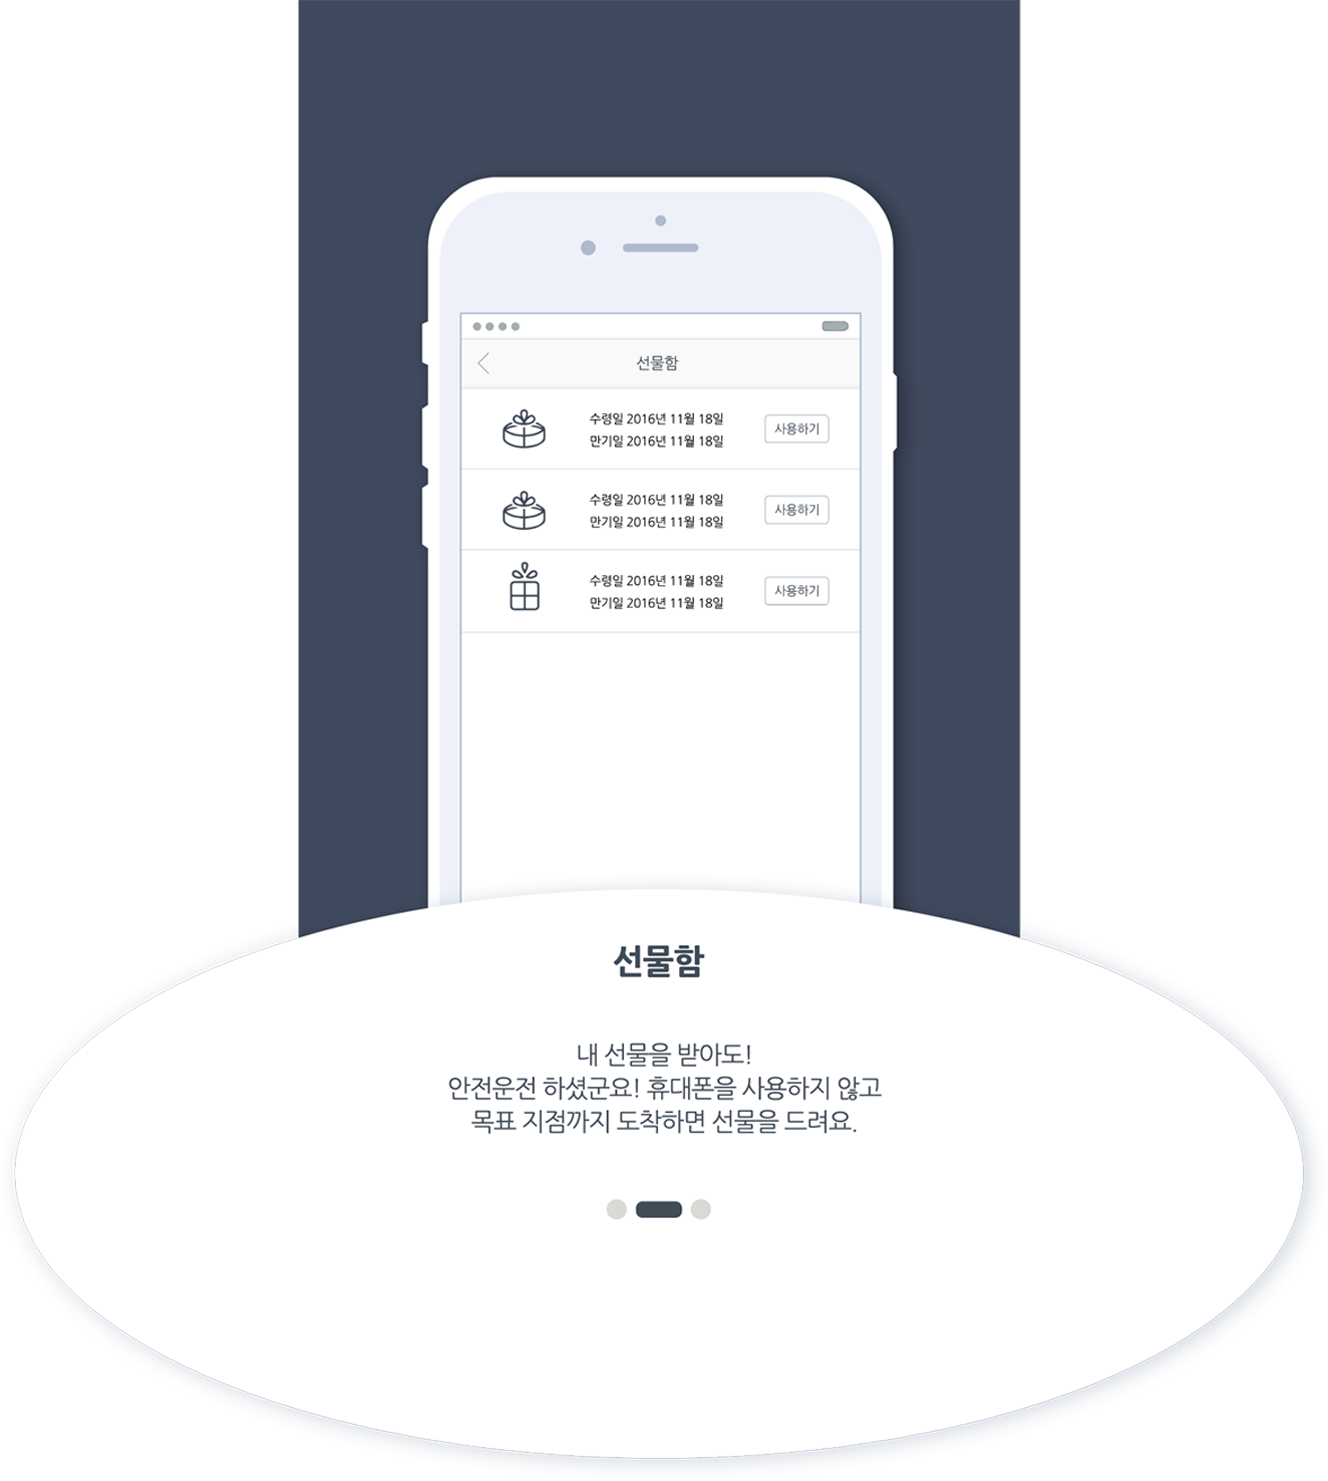 선물함
수령일 2016년 11월 18일
만기일 2016년 11월 18일
사용하기
수령일 2016년 11월 18일
만기일 2016년 11월 18일
사용하기
수령일 2016년 11월 18일
만기일 2016년 11월 18일
사용하기
선물함
내 선물을 받아도!
안전운전 하셨군요! 휴대폰을 사용하지 않고
목표 지점까지 도착하면 선물을 드려요.